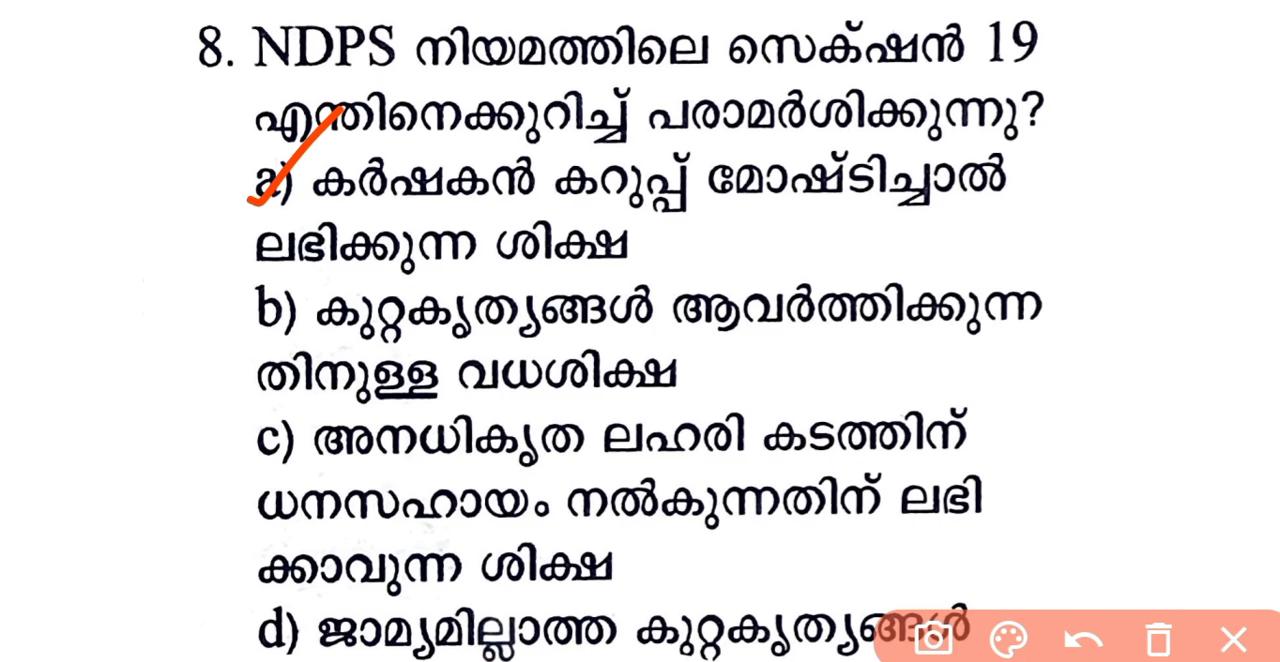 8. NDPS നിയമത്തിലെ സെക്ഷൻ 19
എന്തിനെക്കുറിച്ച് പരാമർശിക്കുന്നു?
a) കർഷകൻ കറുപ്പ് മോഷ്ടിച്ചാൽ
ലഭിക്കുന്ന ശിക്ഷ
b) കുറ്റകൃത്യങ്ങൾ ആവർത്തിക്കുന്ന
തിനുള്ള വധശിക്ഷ
c) അനധികൃത ലഹരി കടത്തിന്
ധനസഹായം നൽകുന്നതിന് ലഭി
ക്കാവുന്ന ശിക്ഷ
d) ജാമ്യമില്ലാത്ത കുറ്റകൃത്യങ്ങൾ